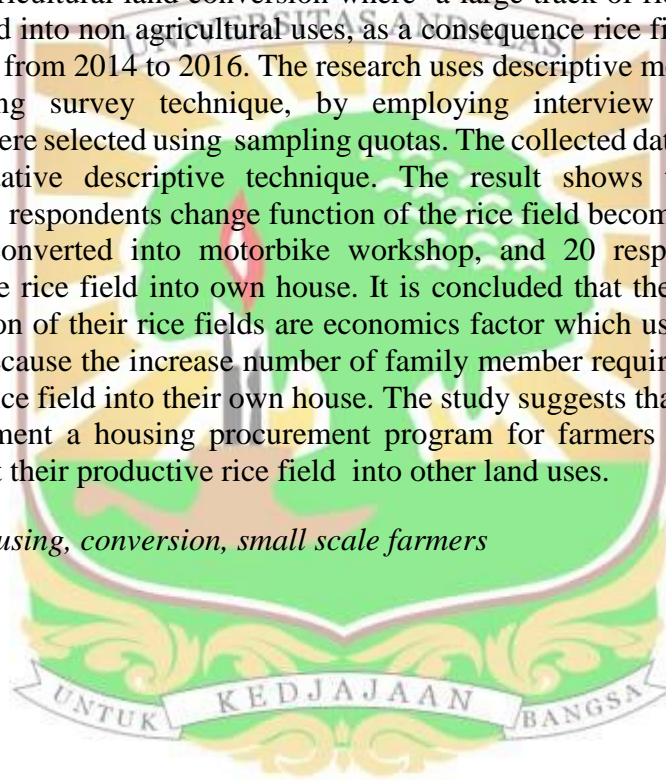 ricultural land conversion where a large track of ri
UNIVERSITAS ANDALAS
d into non agricultural uses, as a consequence rice fi
from 2014 to 2016. The research uses descriptive m
ng survey technique, by employing interview
ere selected using sampling quotas. The collected dat
ative descriptive technique. The result shows
respondents change function of the rice field becom
onverted into motorbike workshop, and 20 resp
e rice field into own house. It is concluded that the
on of their rice fields are economics factor which us
ecause the increase number of family member requir
ice field into their own house. The study suggests tha
ment a housing procurement program for farmers
t their productive rice field into other land uses.
using, conversion, small scale farmers
UNTUK KEDJAJAAN BANGSA